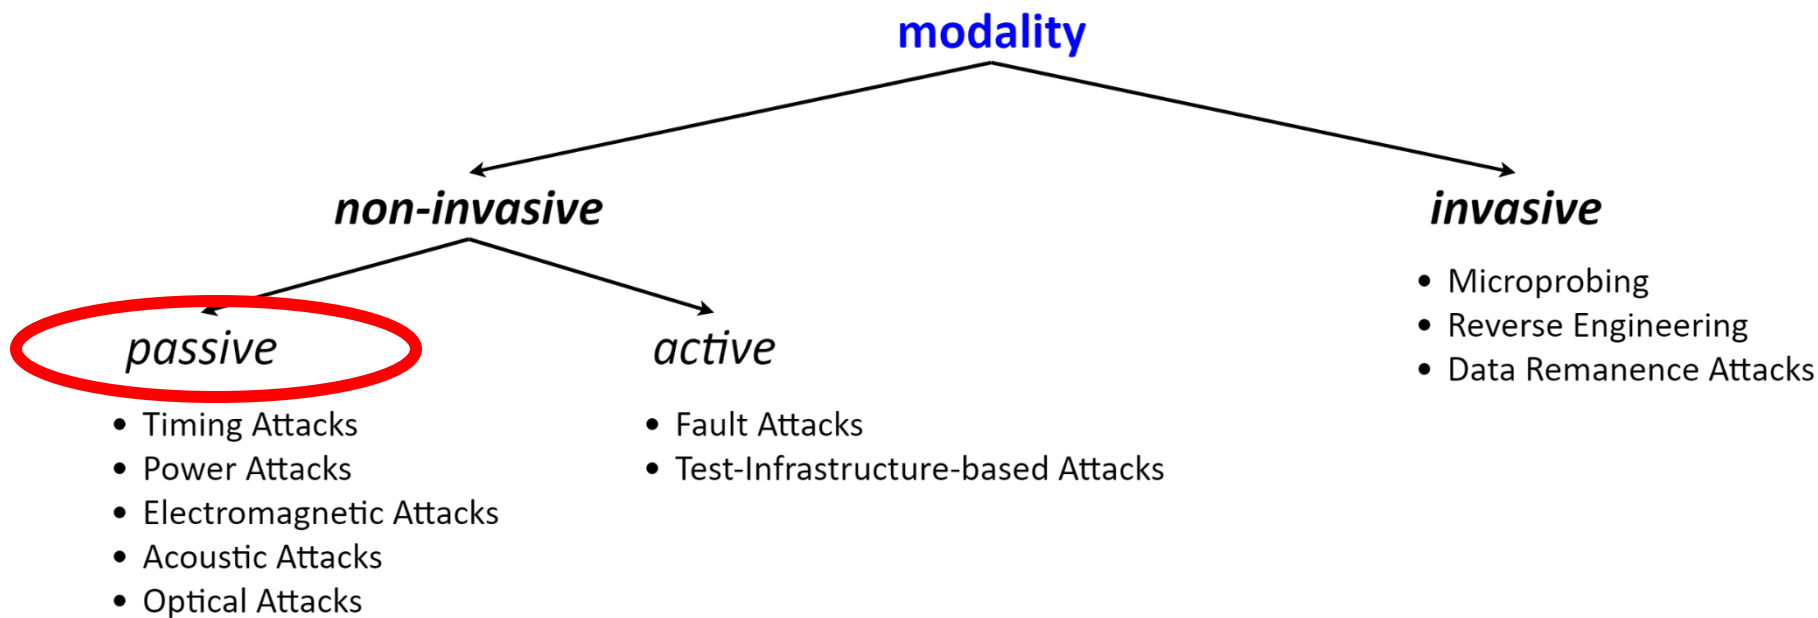 modality
non-invasive
invasive
passive
• Timing Attacks
• Power Attacks
• Electromagnetic Attacks
• Acoustic Attacks
• Optical Attacks
active
• Fault Attacks
• Test-Infrastructure-based Attacks
• Microprobing
• Reverse Engineering
• Data Remanence Attacks